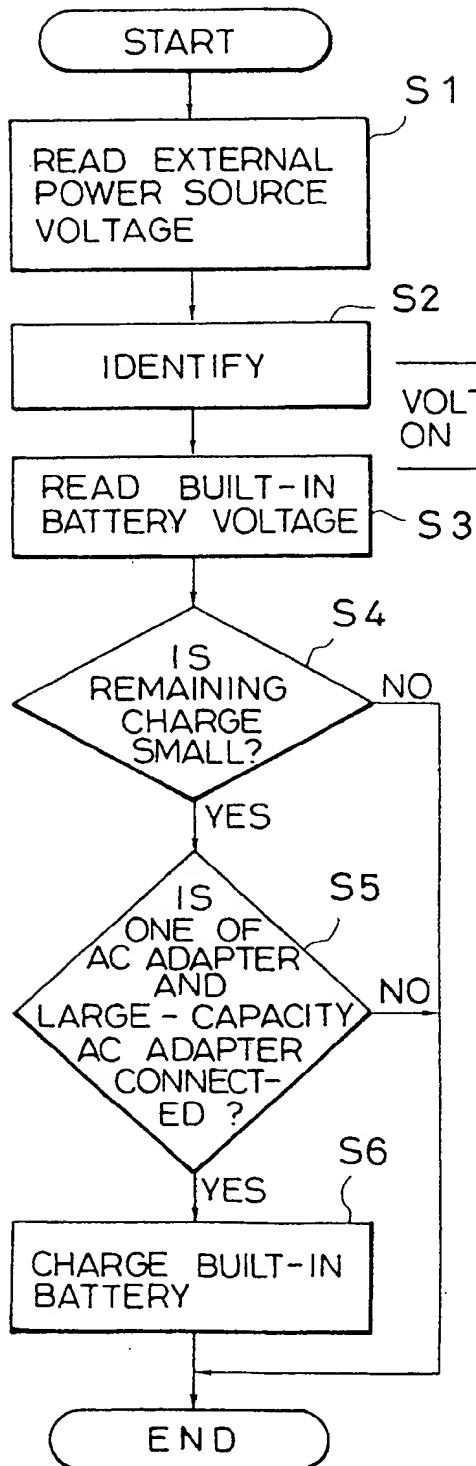 START
S1
READ EXTERNAL
POWER SOURCE
VOLTAGE
S2
IDENTIFY
VOLT
ON
READ BUILT-IN
BATTERY VOLTAGE
S3
S4
IS
REMAINING
CHARGE
SMALL?
NO
YES
S5
IS
ONE OF
AC ADAPTER
AND
LARGE-CAPACITY
AC ADAPTER
CONNECT-
ED ?
NO
YES
S6
CHARGE BUILT-IN
BATTERY
END